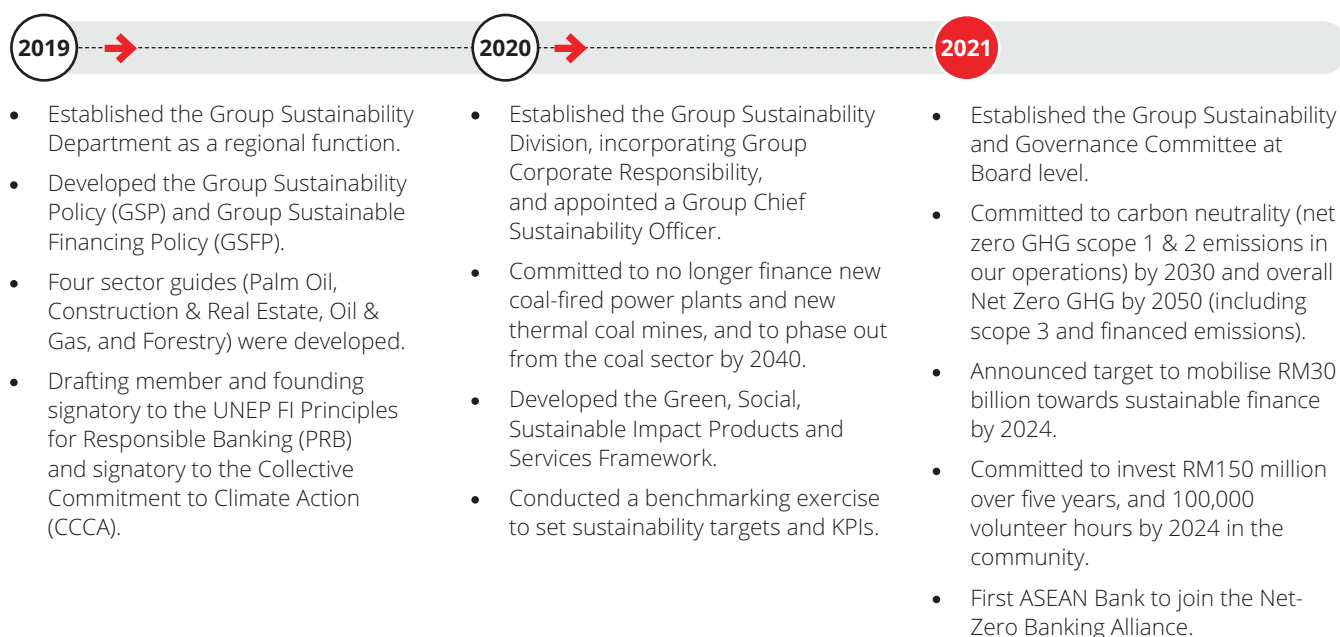 2019
2020
2021
• Established the Group Sustainability
Department as a regional function.
• Developed the Group Sustainability
Policy (GSP) and Group Sustainable
Financing Policy (GSFP).
• Four sector guides (Palm Oil,
Construction & Real Estate, Oil &
Gas, and Forestry) were developed.
• Drafting member and founding
signatory to the UNEP FI Principles
for Responsible Banking (PRB)
and signatory to the Collective
Commitment to Climate Action
(CCCA).
• Established the Group Sustainability
Division, incorporating Group
Corporate Responsibility,
and appointed a Group Chief
Sustainability Officer.
• Committed to no longer finance new
coal-fired power plants and new
thermal coal mines, and to phase out
from the coal sector by 2040.
• Developed the Green, Social,
Sustainable Impact Products and
Services Framework.
• Conducted a benchmarking exercise
to set sustainability targets and KPIs.
• Established the Group Sustainability
and Governance Committee at
Board level.
• Committed to carbon neutrality (net
zero GHG scope 1 & 2 emissions in
our operations) by 2030 and overall
Net Zero GHG by 2050 (including
scope 3 and financed emissions).
• Announced target to mobilise RM30
billion towards sustainable finance
by 2024.
• Committed to invest RM150 million
over five years, and 100,000
volunteer hours by 2024 in the
community.
• First ASEAN Bank to join the Net-
Zero Banking Alliance.